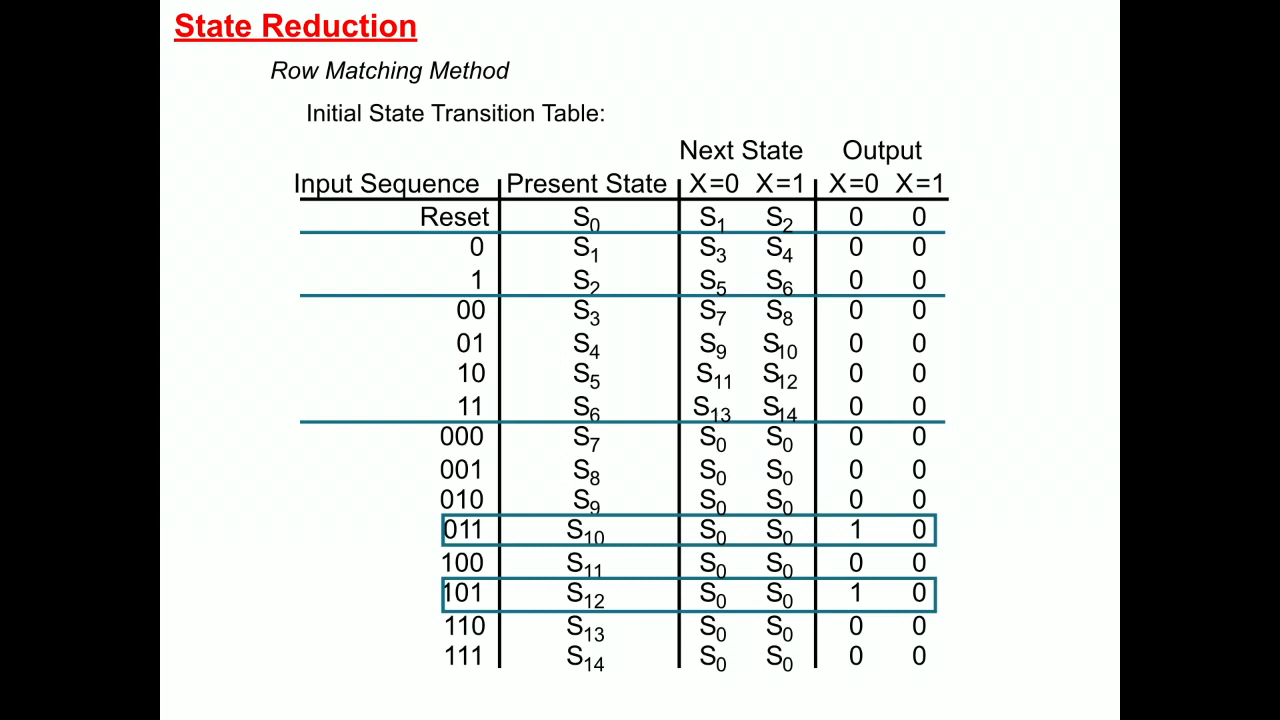 State Reduction
Row Matching Method
Initial State Transition Table:
Next State Output
Input Sequence Present State X=0 X=1 X=0 X=1
Reset S0 S1 S2 0 0
0 S1 S3 S4 0 0
1 S2 S5 S6 0 0
00 S3 S7 S8 0 0
01 S4 S9 S10 0 0
10 S5 S11 S12 0 0
11 S6 S13 S14 0 0
000 S7 S0 S0 0 0
001 S8 S0 S0 0 0
010 S9 S0 S0 0 0
011 S10 S0 S0 1 0
100 S11 S0 S0 0 0
101 S12 S0 S0 1 0
110 S13 S0 S0 0 0
111 S14 S0 S0 0 0